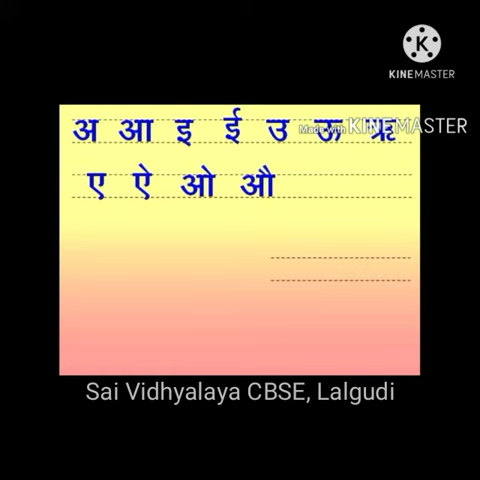 KINEMASTER
Made with KINEMASTER
अ आ इ ई उ ऊ ऋ
ए ऐ ओ औ
Sai Vidhyalaya CBSE, Lalgudi